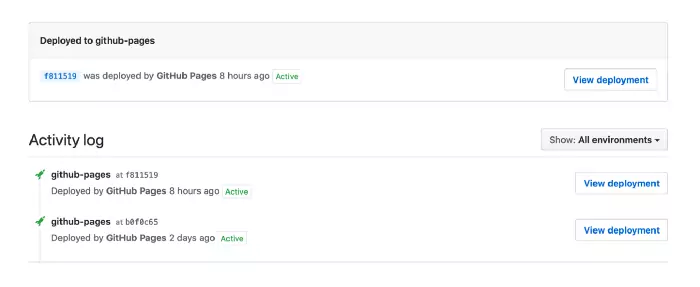 Deployed to github-pages
f811519 was deployed by GitHub Pages 8 hours ago Active
View deployment
Activity log
Show: All environments
github-pages at f811519
Deployed by GitHub Pages 8 hours ago Active
View deployment
github-pages at b0f0c65
Deployed by GitHub Pages 2 days ago Active
View deployment